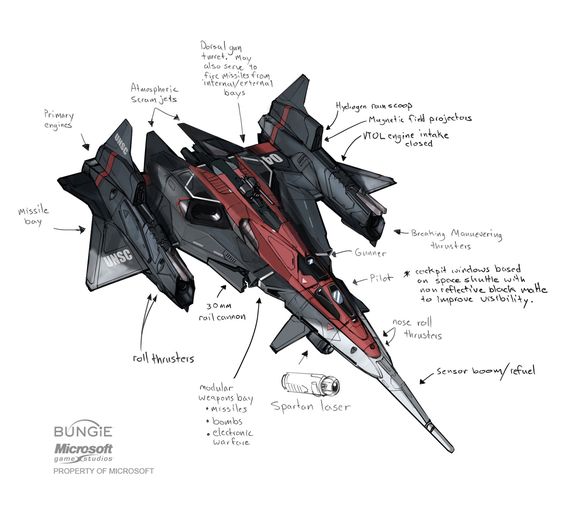 Dorsal gun
turret. May
also serve to
fire missiles from
internal/external
bays
Atmospheric
Scram jets
Primary
engines
Hydrogen ram scoop
Magnetic field projectors
VTOL engine intake
closed
UNSC
missile
bay
UNSC
Breaking Manuevering
thrusters
Gunner
Pilot
* cockpit windows based
on space shuttle with
non reflective black matte
to improve visibility.
30mm
rail cannon
roll thrusters
nose roll
thrusters
Sensor boom/refuel
modular
weapons bay
• missiles
• bombs
• electronic
warfare
Spartan laser
BUNGIE
Microsoft
game studios
PROPERTY OF MICROSOFT